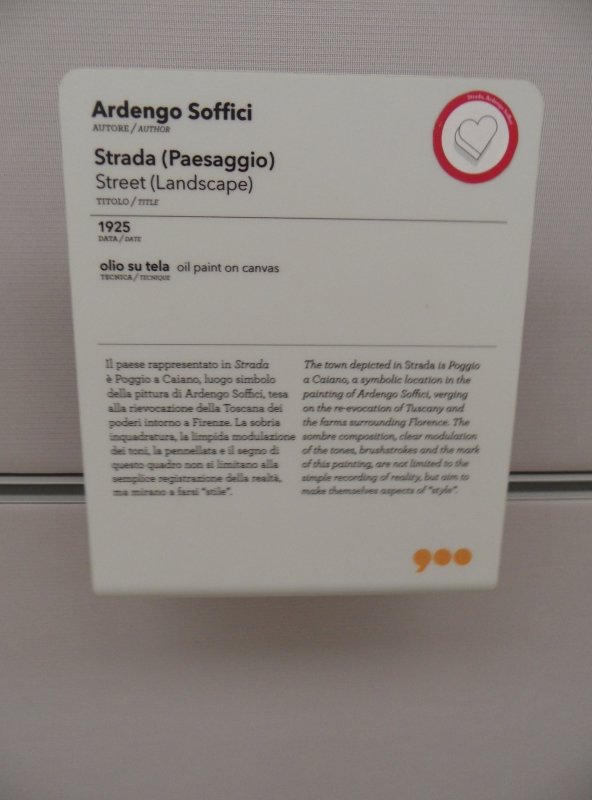 Ardengo Soffici
AUTORE / AUTHOR
Strada, Ardengo Soffici
Strada (Paesaggio)
Street (Landscape)
TITOLO / TITLE
1925
DATA / DATE
olio su tela oil paint on canvas
TECNICA / TECNIQUE
Il paese rappresentato in Strada
è Poggio a Caiano, luogo simbolo
della pittura di Ardengo Soffici, tesa
alla rievocazione della Toscana dei
poderi intorno a Firenze. La sobria
inquadratura, la limpida modulazione
dei toni, la pennellata e il segno di
questo quadro non si limitano alla
semplice registrazione della realtà,
ma mirano a farsi "stile".
The town depicted in Strada is Poggio
a Caiano, a symbolic location in the
painting of Ardengo Soffici, verging
on the re-evocation of Tuscany and
the farms surrounding Florence. The
sombre composition, clear modulation
of the tones, brushstrokes and the mark
of this painting, are not limited to the
simple recording of reality, but aim to
make themselves aspects of "style".
900